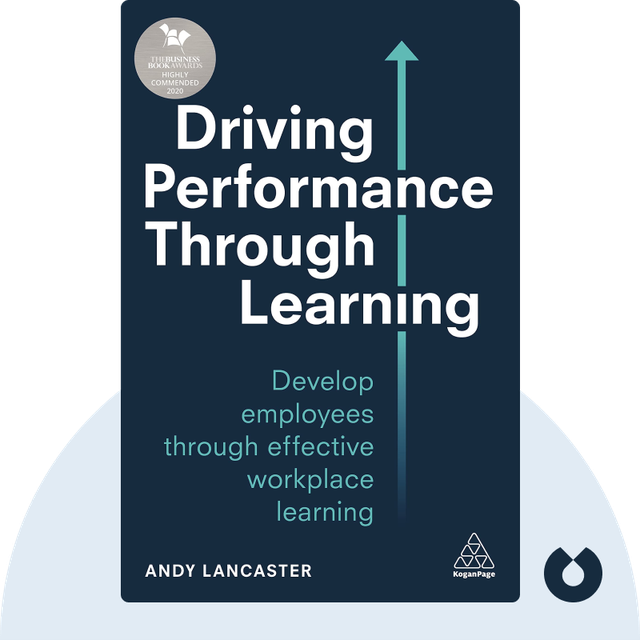 THE BUSINESS
BOOK AWARDS
HIGHLY
COMMENDED
2020
Driving
Performance
Through
Learning
Develop
employees
through effective
workplace
learning
ANDY LANCASTER
KoganPage